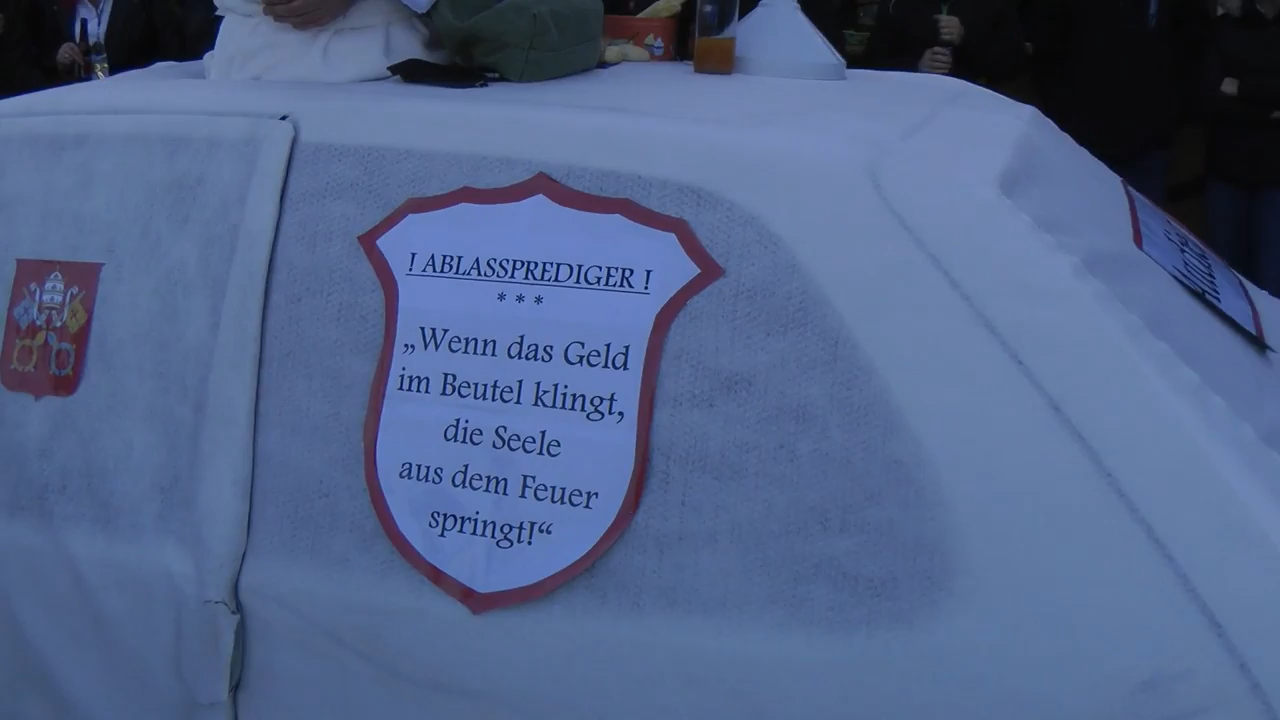 ! ABLASSPREDIGER !
* * *
„Wenn das Geld
im Beutel klingt,
die Seele
aus dem Feuer
springt!“